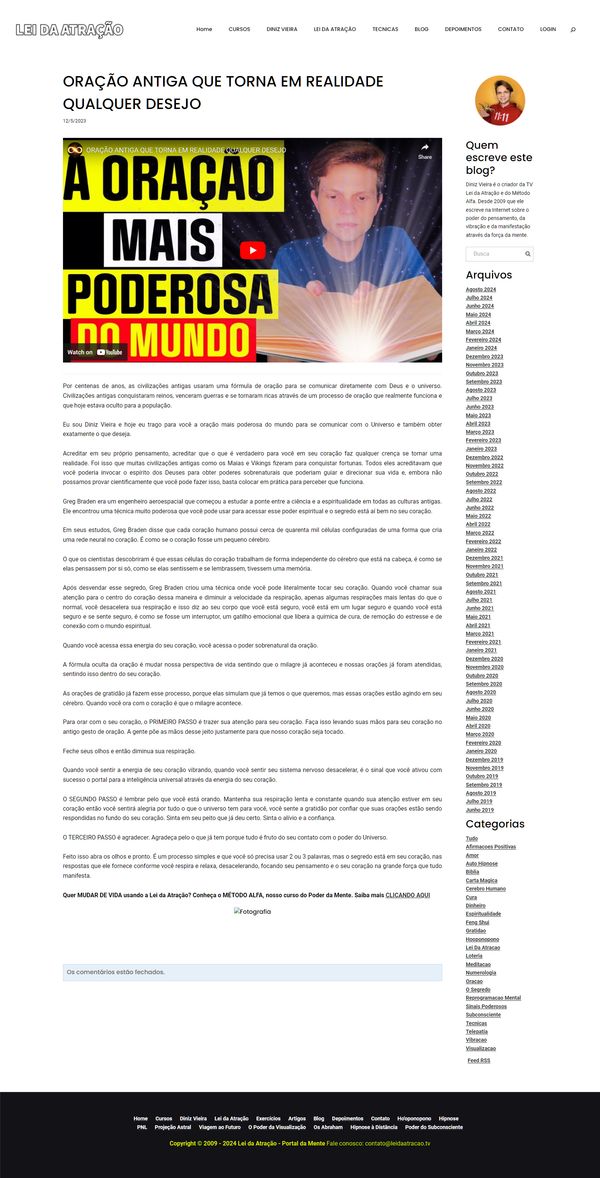 LEI DA ATRAÇÃO
Home CURSOS DINIZ VIEIRA LEI DA ATRAÇÃO TECNICAS BLOG DEPOIMENTOS CONTATO LOGIN
ORAÇÃO ANTIGA QUE TORNA EM REALIDADE
QUALQUER DESEJO
12/5/2023
ORAÇÃO ANTIGA QUE TORNA EM REALIDADE QUALQUER DESEJO
Share
A ORAÇÃO
MAIS
PODEROSA
DO MUNDO
Watch on YouTube
Por centenas de anos, as civilizações antigas usaram uma fórmula de oração para se comunicar diretamente com Deus e o universo.
Civilizações antigas conquistaram reinos, venceram guerras e se tornaram ricas através de um processo de oração que realmente funciona e
que hoje estava oculto para a população.
Eu sou Diniz Vieira e hoje eu trago para você a oração mais poderosa do mundo para se comunicar com o Universo e também obter
exatamente o que deseja.
Acreditar em seu próprio pensamento, acreditar que o que é verdadeiro para você em seu coração faz qualquer crença se tornar uma
realidade. Foi isso que muitas civilizações antigas como os Maias e Vikings fizeram para conquistar fortunas. Todos eles acreditavam que
você poderia invocar o espírito dos Deuses para obter poderes sobrenaturais que poderiam guiar e direcionar sua vida e, embora não
possamos provar cientificamente que você pode fazer isso, basta colocar em prática para perceber que funciona.
Greg Braden era um engenheiro aeroespacial que começou a estudar a ponte entre a ciência e a espiritualidade em todas as culturas antigas.
Ele encontrou uma técnica muito poderosa que você pode usar para acessar esse poder espiritual e o segredo está aí bem no seu coração.
Em seus estudos, Greg Braden disse que cada coração humano possui cerca de quarenta mil células configuradas de uma forma que cria
uma rede neural no coração. É como se o coração fosse um pequeno cérebro.
O que os cientistas descobriram é que essas células do coração trabalham de forma independente do cérebro que está na cabeça, é como se
elas pensassem por si só, como se elas sentissem e se lembrassem, tivessem uma memória.
Após desvendar esse segredo, Greg Braden criou uma técnica onde você pode literalmente tocar seu coração. Quando você chamar sua
atenção para o centro do coração dessa maneira e diminuir a velocidade da respiração, apenas algumas respirações mais lentas do que o
normal, você desacelera sua respiração e isso diz ao seu corpo que você está seguro, você está em um lugar seguro e quando você está
seguro e se sente seguro, é como se fosse um interruptor, um gatilho emocional que libera a química de cura, de remoção do estresse e de
conexão com o mundo espiritual.
Quando você acessa essa energia do seu coração, você acessa o poder sobrenatural da oração.
A fórmula oculta da oração é mudar nossa perspectiva de vida sentindo que o milagre já aconteceu e nossas orações já foram atendidas,
sentindo isso dentro do seu coração.
As orações de gratidão já fazem esse processo, porque elas simulam que já temos o que queremos, mas essas orações estão agindo em seu
cérebro. Quando você ora com o coração é que o milagre acontece.
Para orar com o seu coração, o PRIMEIRO PASSO é trazer sua atenção para seu coração. Faça isso levando suas mãos para seu coração no
antigo gesto de oração. A gente põe as mãos desse jeito justamente para que nosso coração seja tocado.
Feche seus olhos e então diminua sua respiração.
Quando você sentir a energia de seu coração vibrando, quando você sentir seu sistema nervoso desacelerar, é o sinal que você ativou com
sucesso o portal para a inteligência universal através da energia do seu coração.
O SEGUNDO PASSO é lembrar pelo que você está orando. Mantenha sua respiração lenta e constante quando sua atenção estiver em seu
coração então você sentirá alegria por tudo o que o universo tem para você, você sente a gratidão por confiar que suas orações estão sendo
respondidas no fundo do seu coração. Sinta em seu peito que já deu certo. Sinta o alívio e a confiança.
O TERCEIRO PASSO é agradecer. Agradeça pelo o que já tem porque tudo é fruto do seu contato com o poder do Universo.
Feito isso abra os olhos e pronto. É um processo simples e que você só precisa usar 2 ou 3 palavras, mas o segredo está em seu coração, nas
respostas que ele fornece conforme você respira e relaxa, desacelerando, focando seu pensamento e o seu coração na grande força que tudo
manifesta.
Quer MUDAR DE VIDA usando a Lei da Atração? Conheça o MÉTODO ALFA, nosso curso do Poder da Mente. Saiba mais CLICANDO AQUI
Fotografia
Os comentários estão fechados.
11:11
Quem
escreve este
blog?
Diniz Vieira é o criador da TV
Lei da Atração e do Método
Alfa. Desde 2009 que ele
escreve na Internet sobre o
poder do pensamento, da
vibração e da manifestação
através da força da mente.
Busca
Arquivos
Agosto 2024
Julho 2024
Junho 2024
Maio 2024
Abril 2024
Março 2024
Fevereiro 2024
Janeiro 2024
Dezembro 2023
Novembro 2023
Outubro 2023
Setembro 2023
Agosto 2023
Julho 2023
Junho 2023
Maio 2023
Abril 2023
Março 2023
Fevereiro 2023
Janeiro 2023
Dezembro 2022
Novembro 2022
Outubro 2022
Setembro 2022
Agosto 2022
Julho 2022
Junho 2022
Maio 2022
Abril 2022
Março 2022
Fevereiro 2022
Janeiro 2022
Dezembro 2021
Novembro 2021
Outubro 2021
Setembro 2021
Agosto 2021
Julho 2021
Junho 2021
Maio 2021
Abril 2021
Março 2021
Fevereiro 2021
Janeiro 2021
Dezembro 2020
Novembro 2020
Outubro 2020
Setembro 2020
Agosto 2020
Julho 2020
Junho 2020
Maio 2020
Abril 2020
Março 2020
Fevereiro 2020
Janeiro 2020
Dezembro 2019
Novembro 2019
Outubro 2019
Setembro 2019
Agosto 2019
Julho 2019
Junho 2019
Categorias
Tudo
Afirmacoes Positivas
Amor
Auto Hipnose
Biblia
Carta Magica
Cerebro Humano
Cura
Dinheiro
Espiritualidade
Feng Shui
Gratidao
Hooponopono
Lei Da Atracao
Loteria
Meditacao
Numerologia
Oracao
O Segredo
Reprogramacao Mental
Sinais Poderosos
Subconsciente
Tecnicas
Telepatia
Vibracao
Visualizacao
Feed RSS
Home Cursos Diniz Vieira Lei da Atração Exercícios Artigos Blog Depoimentos Contato Ho'oponopono Hipnose
PNL Projeção Astral Viagem ao Futuro O Poder da Visualização Os Abraham Hipnose à Distância Poder do Subconsciente
Copyright © 2009 - 2024 Lei da Atração - Portal da Mente Fale conosco: contato@leidaatracao.tv